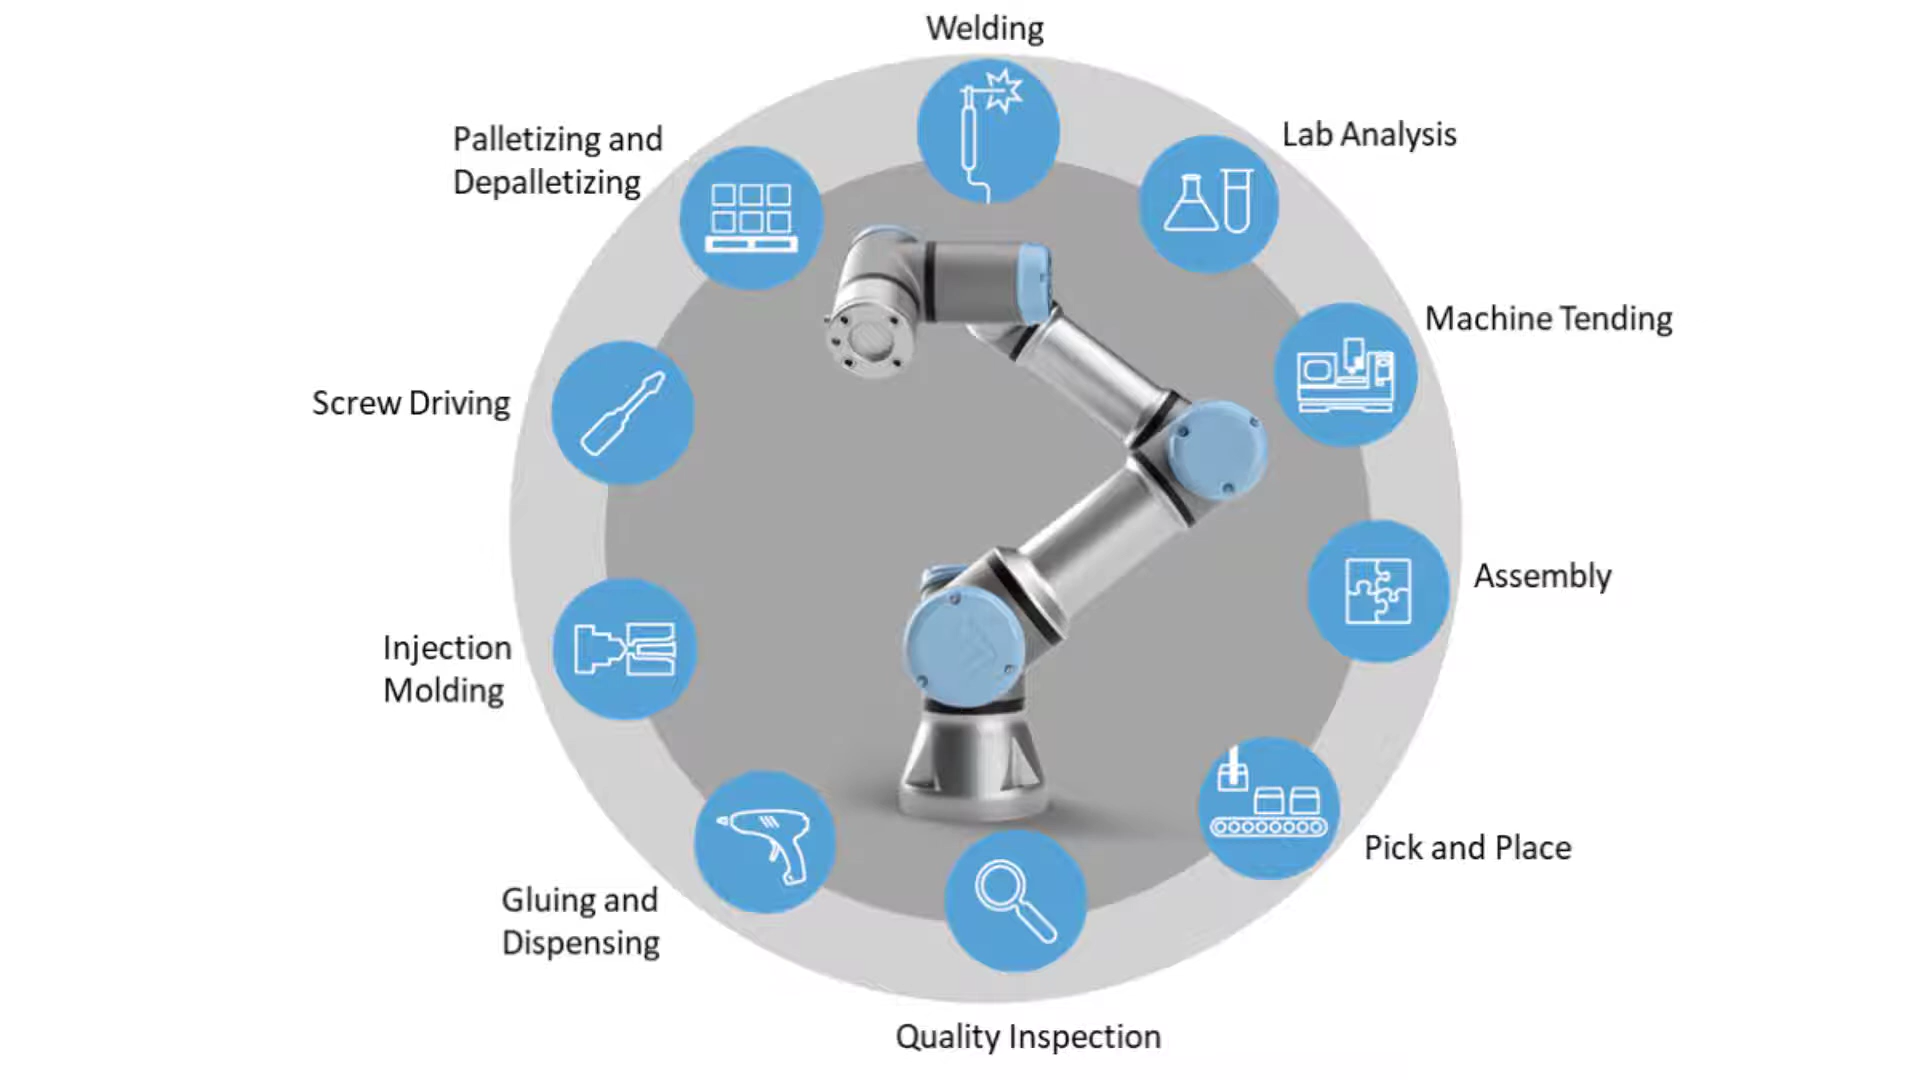 Welding
Lab Analysis
Machine Tending
Assembly
Pick and Place
Quality Inspection
Gluing and
Dispensing
Injection
Molding
Screw Driving
Palletizing and
Depalletizing